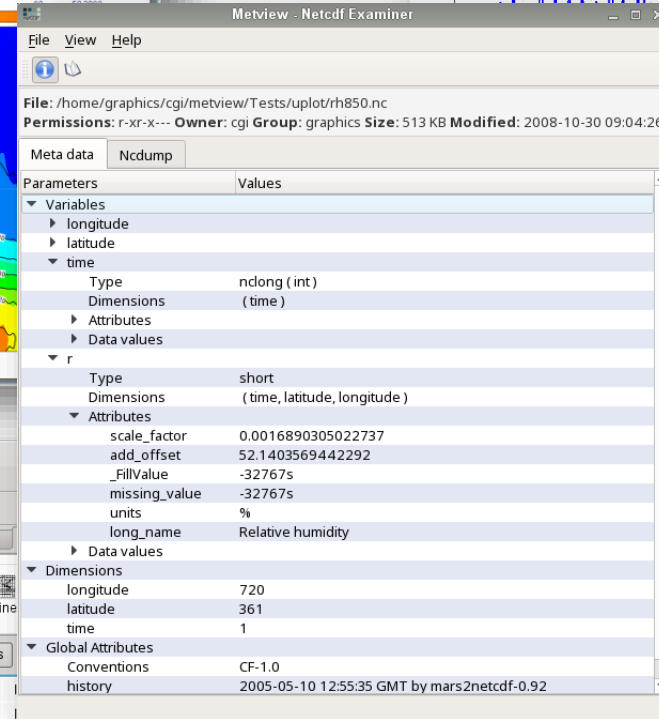 Metview - Netcdf Examiner
File View Help
File: /home/graphics/cgi/metview/Tests/uplot/rh850.nc
Permissions: r-xr-x--- Owner: cgi Group: graphics Size: 513 KB Modified: 2008-10-30 09:04:26
Meta data Ncdump
Parameters Values
Variables
longitude
latitude
time
Type nclong ( int )
Dimensions ( time )
Attributes
Data values
r
Type short
Dimensions ( time, latitude, longitude )
Attributes
scale_factor 0.0016890305022737
add_offset 52.1403569442292
_FillValue -32767s
missing_value -32767s
units %
long_name Relative humidity
Data values
Dimensions
longitude 720
latitude 361
time 1
Global Attributes
Conventions CF-1.0
history 2005-05-10 12:55:35 GMT by mars2netcdf-0.92